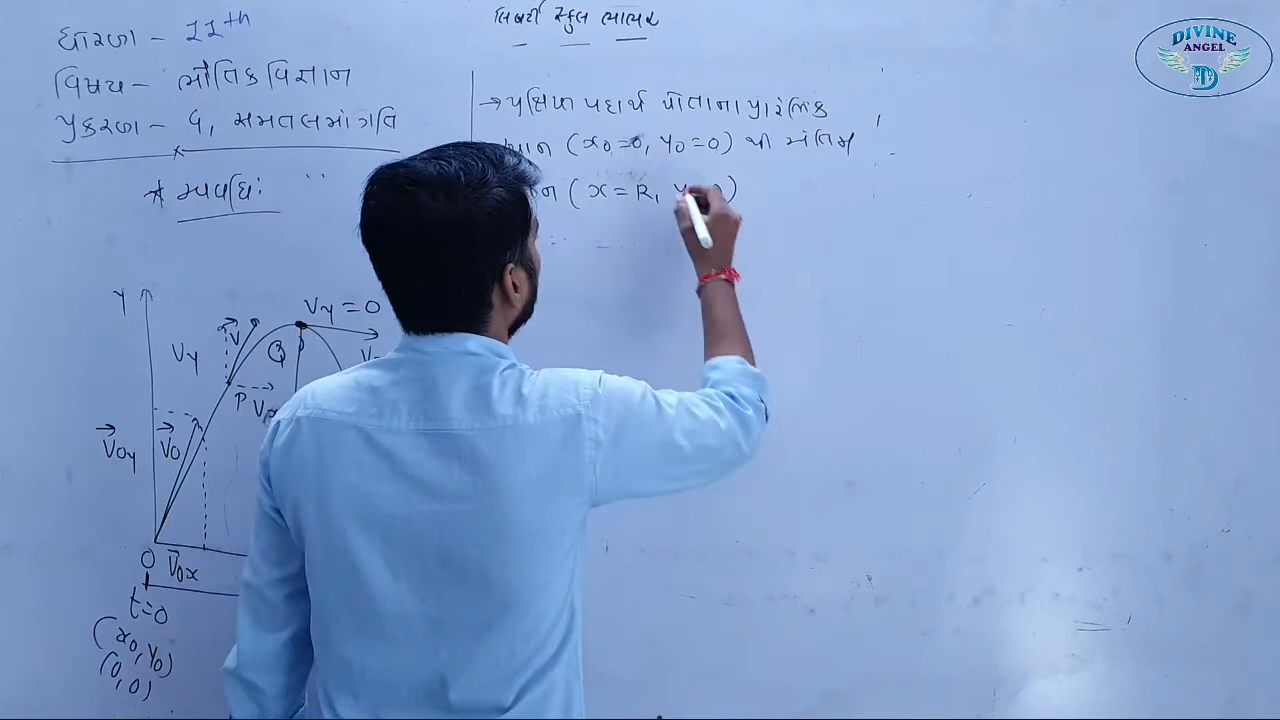 લિબર્ટી સ્કુલ ભાભર
ધોરણ - 11th
વિષય - ભૌતિક વિજ્ઞાન
પ્રકરણ - 4, સમતલમાં ગતિ
* અવધિ:
→ પ્રક્ષિપ્ત પદાર્થ પોતાના પ્રારંભિક
(x0=0, y0=0) થી અંતિમ
(x=R,
Y
Vy = 0
V
Vy
Q
P
V0y
V0
O
V0x
t=0
(x0, y0)
(0, 0)
DIVINE
ANGEL
D